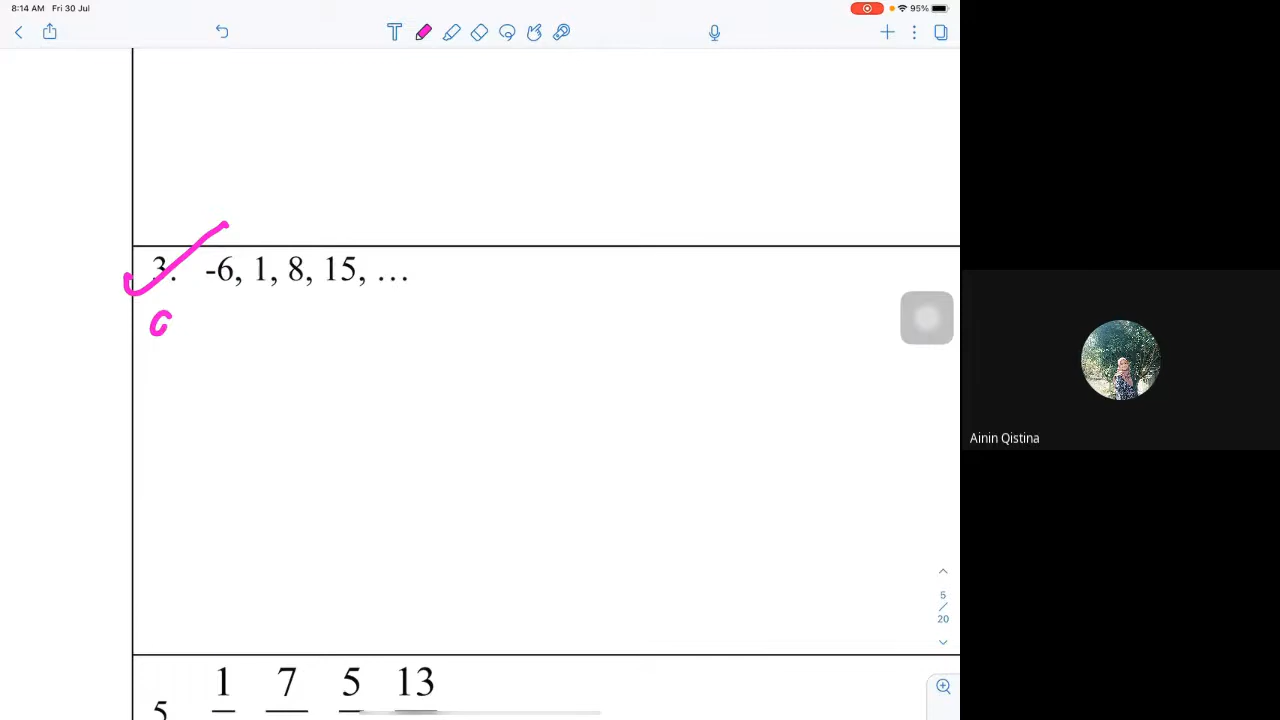 8:14 AM Fri 30 Jul
95%
T
3. -6, 1, 8, 15, …
Ainin Qistina
5
/
20
1 7 5 13
5